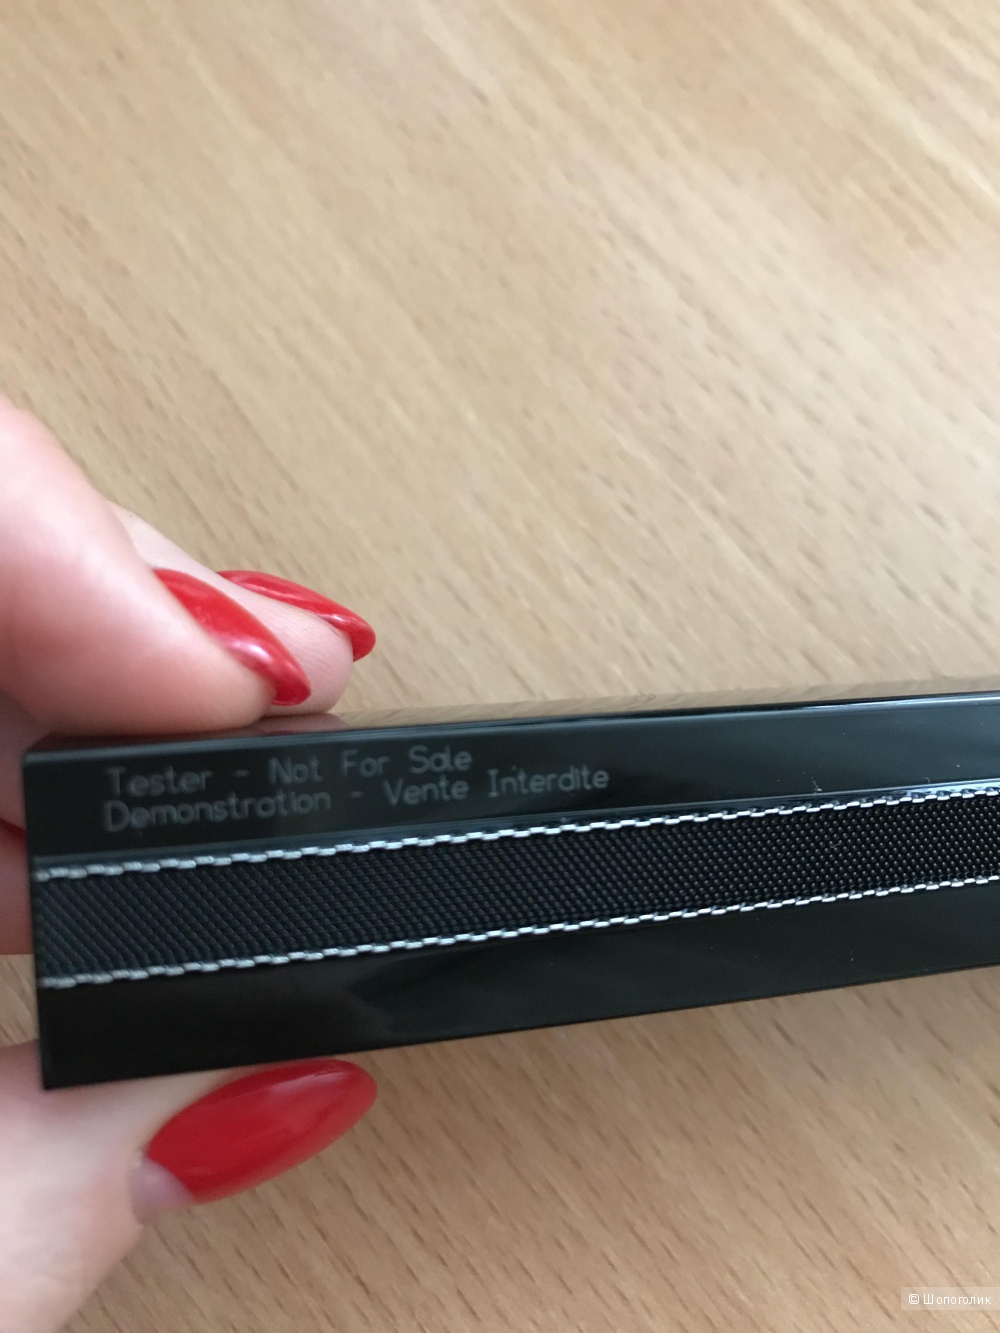 Tester - Not For Sale
Demonstration - Vente Interdite
© Шопоголик